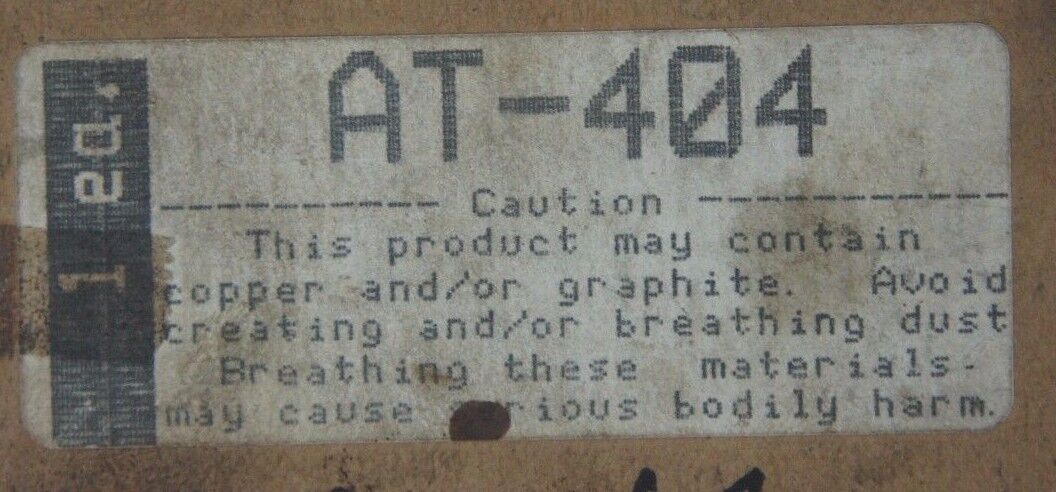 AT-404
1 ea.
---------- Caution -----------
This product may contain
copper and/or graphite. Avoid
creating and/or breathing dust
Breathing these materials
may cause bodily harm.